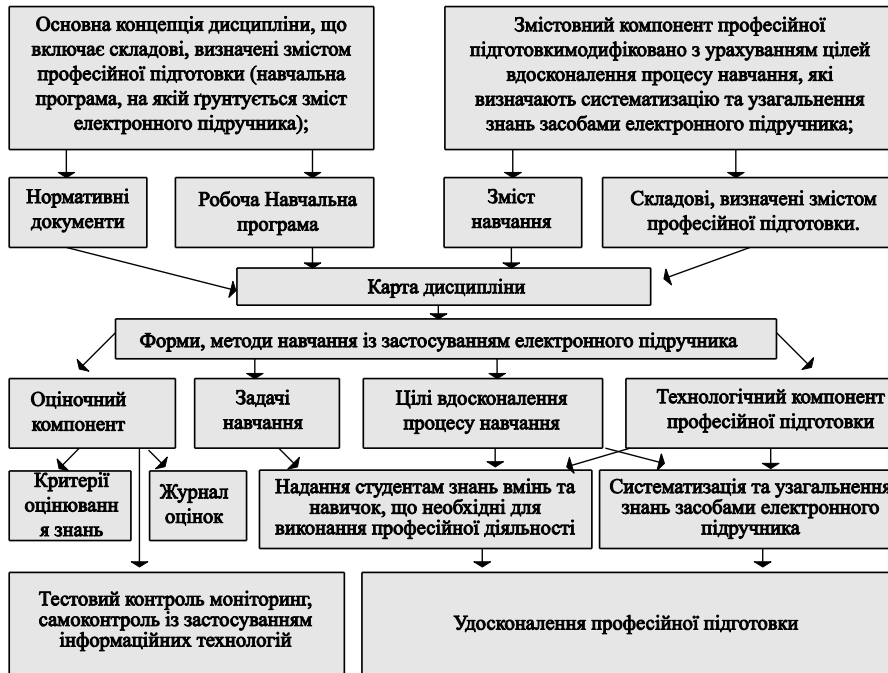 Основна концепція дисципліни, що
включає складові, визначені змістом
професійної підготовки (навчальна
програма, на якій ґрунтується зміст
електронного підручника);
Змістовний компонент професійної
підготовкимодифіковано з урахуванням цілей
вдосконалення процесу навчання, які
визначають систематизацію та узагальнення
знань засобами електронного підручника;
Нормативні
документи
Робоча Навчальна
програма
Зміст
навчання
Складові, визначені змістом
професійної підготовки.
Карта дисципліни
Форми, методи навчання із застосуванням електронного підручника
Оціночний
компонент
Задачі
навчання
Цілі вдосконалення
процесу навчання
Технологічний компонент
професійної підготовки
Критерії
оцінюванн
я знань
Журнал
оцінок
Надання студентам знань вмінь та
навичок, що необхідні для
виконання професійної діяльності
Систематизація та узагальнення
знань засобами електронного
підручника
Тестовий контроль моніторинг,
самоконтроль із застосуванням
інформаційних технологій
Удосконалення професійної підготовки